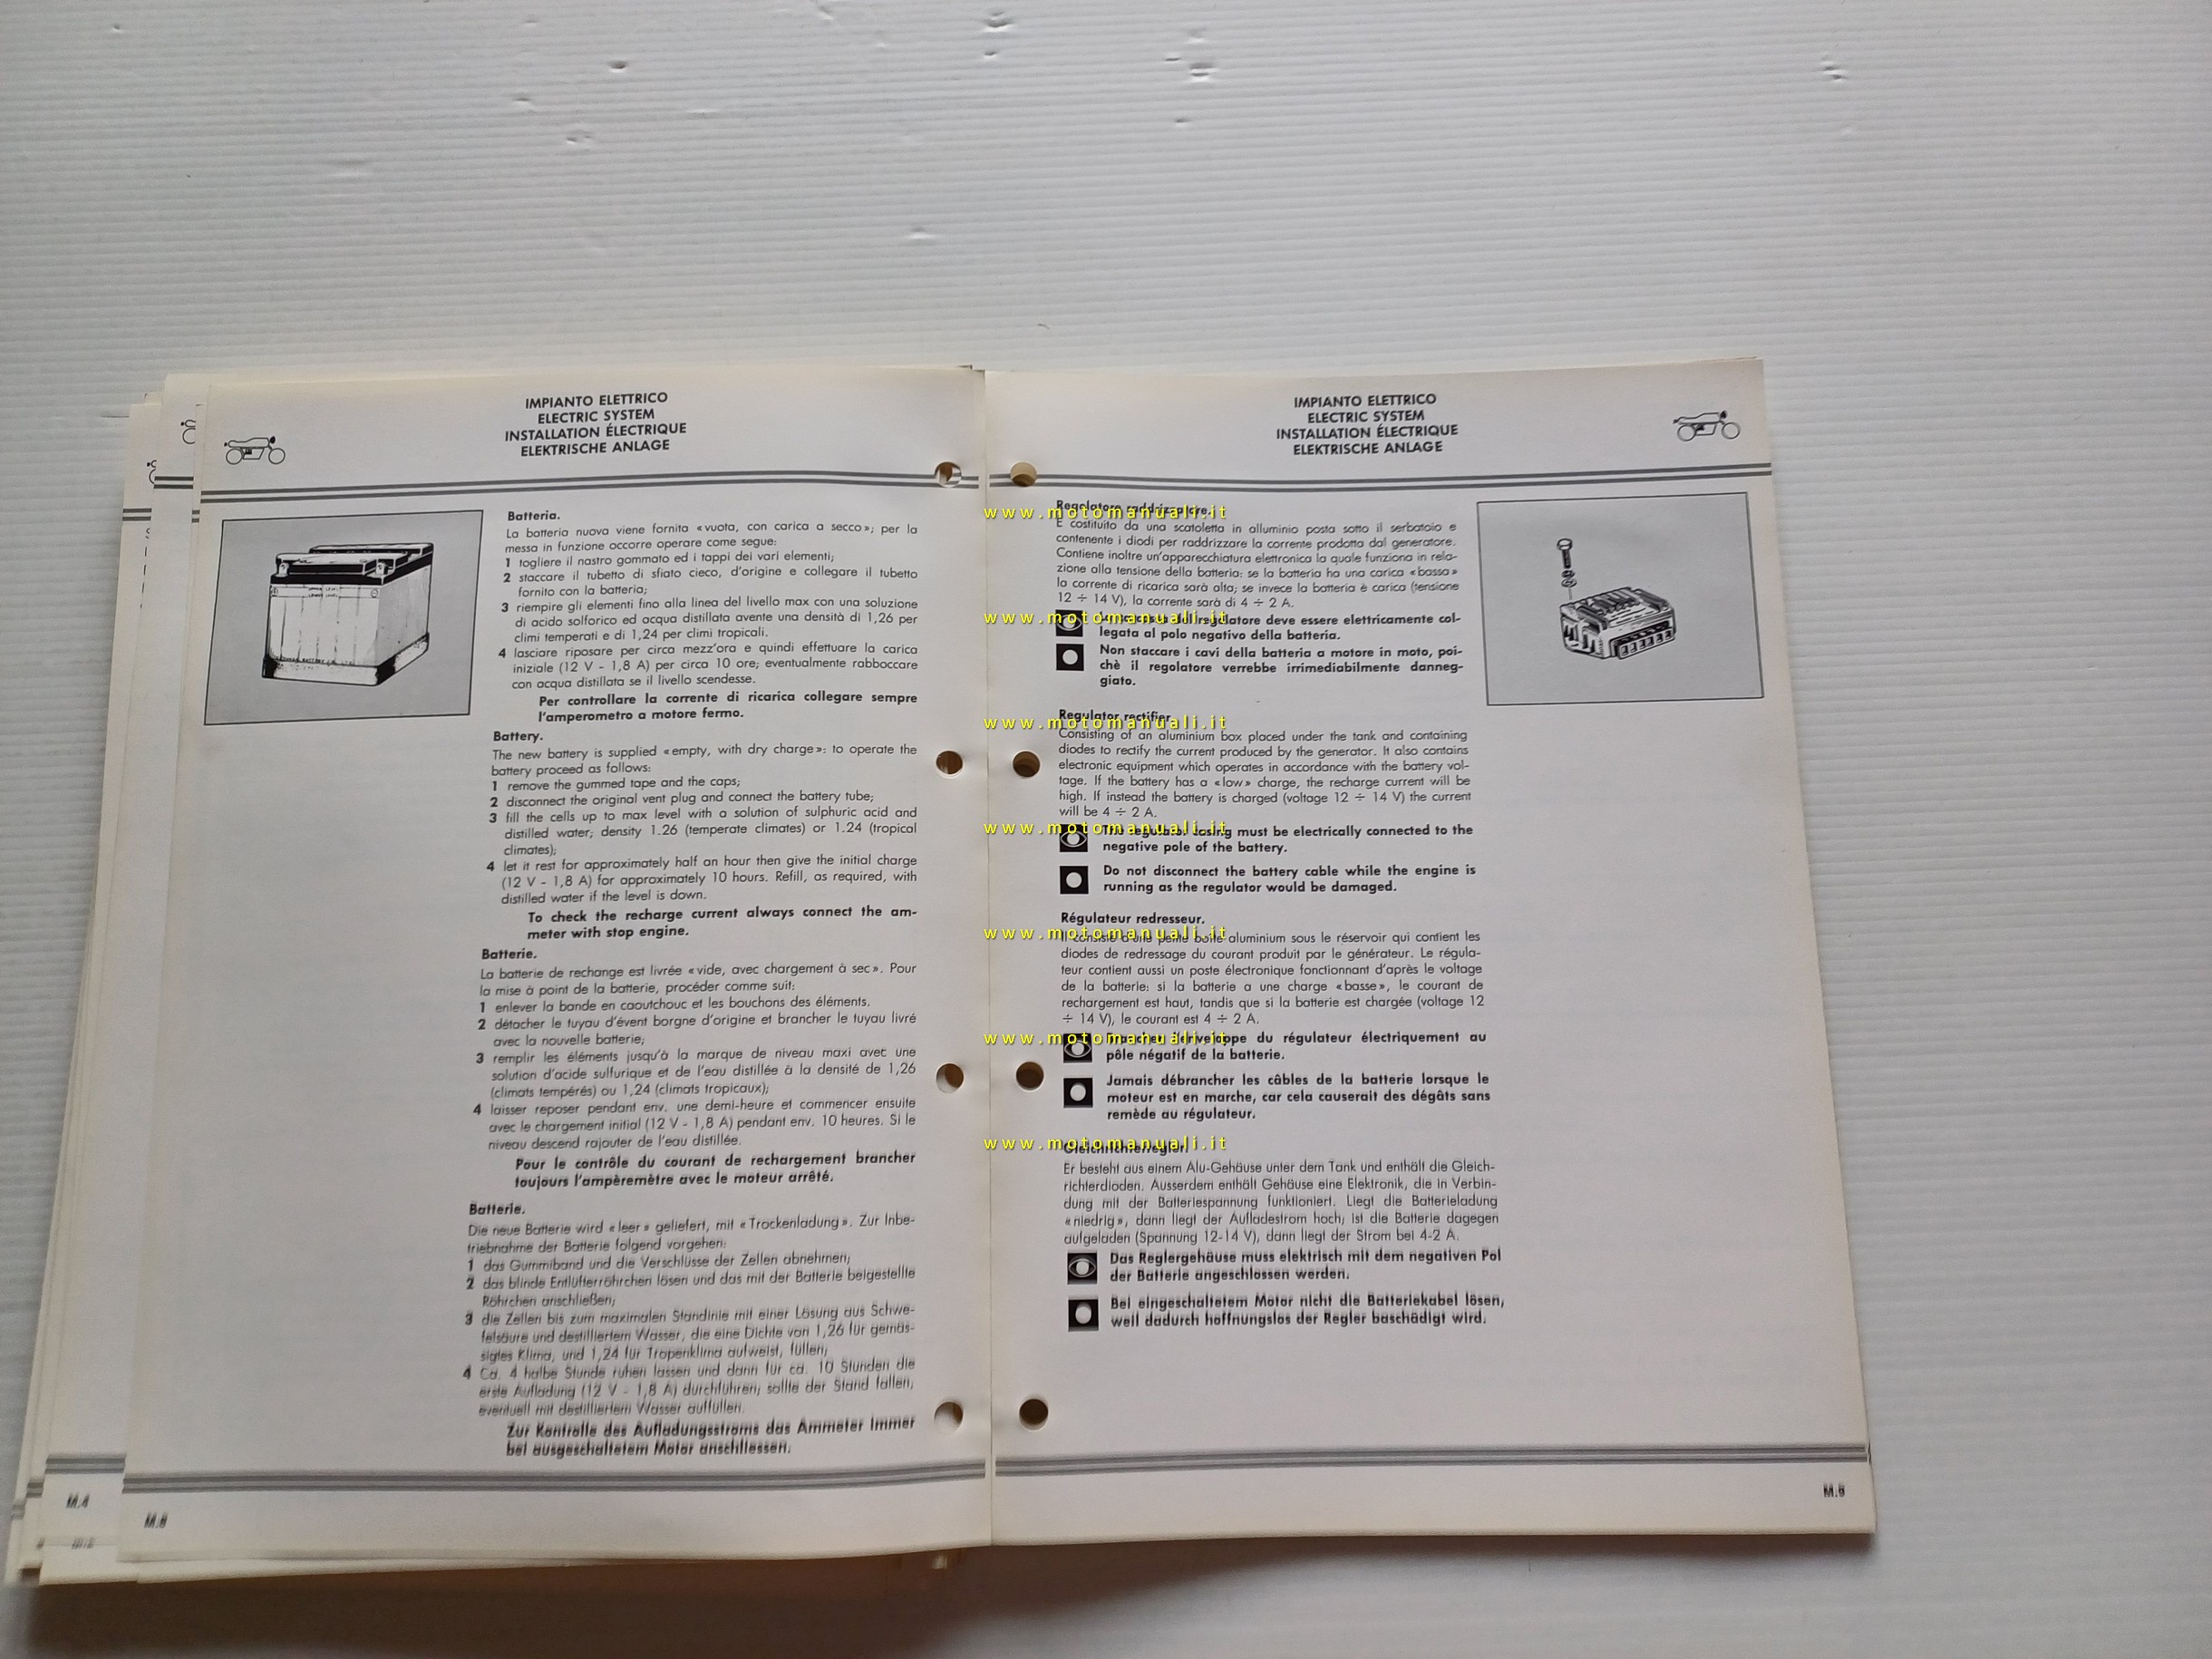 IMPIANTO ELETTRICO
ELECTRIC SYSTEM
INSTALLATION ÉLECTRIQUE
ELEKTRISCHE ANLAGE
Batteria.
La batteria nuova viene fornita «vuota, con carica a secco»; per la
messa in funzione occorre operare come segue:
1 togliere il nastro gommato ed i tappi dei vari elementi;
2 staccare il tubetto di sfiato cieco, d'origine e collegare il tubetto
fornito con la batteria;
3 riempire gli elementi fino alla linea del livello max con una soluzione
di acido solforico ed acqua distillata avente una densità di 1,26 per
climi temperati e di 1,24 per climi tropicali.
4 lasciare riposare per circa mezz'ora e quindi effettuare la carica
iniziale (12 V - 1,8 A) per circa 10 ore; eventualmente rabboccare
con acqua distillata se il livello scendesse.
Per controllare la corrente di ricarica collegare sempre
l'amperometro a motore fermo.
Battery.
The new battery is supplied «empty, with dry charge»: to operate the
battery proceed as follows:
1 remove the gummed tape and the caps;
2 disconnect the original vent plug and connect the battery tube;
3 fill the cells up to max level with a solution of sulphuric acid and
distilled water; density 1.26 (temperate climates) or 1.24 (tropical
climates);
4 let it rest for approximately half an hour then give the initial charge
(12 V - 1,8 A) for approximately 10 hours. Refill, as required, with
distilled water if the level is down.
To check the recharge current always connect the am-
meter with stop engine.
Batterie.
La batterie de rechange est livrée «vide, avec chargement à sec». Pour
la mise à point de la batterie, procéder comme suit:
1 enlever la bande en caoutchouc et les bouchons des éléments.
2 détacher le tuyau d'évent borgne d'origine et brancher le tuyau livré
avec la nouvelle batterie;
3 remplir les éléments jusqu'à la marque de niveau maxi avec une
solution d'acide sulfurique et de l'eau distillée à la densité de 1,26
(climats tempérés) ou 1,24 (climats tropicaux);
4 laisser reposer pendant env. une demi-heure et commencer ensuite
avec le chargement initial (12 V - 1,8 A) pendant env. 10 heures. Si le
niveau descend rajouter de l'eau distillée.
Pour le contrôle du courant de rechargement brancher
toujours l'ampèremètre avec le moteur arrêté.
Batterie.
Die neue Batterie wird «leer» geliefert, mit «Trockenladung». Zur Inbe-
triebnahme der Batterie folgend vorgehen:
1 das Gummiband und die Verschlüsse der Zellen abnehmen;
2 das blinde Entlüfterröhrchen lösen und das mit der Batterie beigestellte
Röhrchen anschließen;
3 die Zellen bis zum maximalen Standinie mit einer Lösung aus Schwe-
felsäure und destilliertem Wasser, die eine Dichte von 1,26 für gemäs-
sigtes Klima, und 1,24 für Tropenklima aufweist, füllen;
4 Ca. 4 halbe Stunde ruhen lassen und dann für ca. 10 Stunden die
erste Aufladung (12 V - 1,8 A) durchführen; sollte der Stand fallen,
eventuell mit destilliertem Wasser auffüllen.
Zur Kontrolle des Aufladungsstroms das Ammeter immer
bei ausgeschaltetem Motor anschliessen.
M.4
M.8
IMPIANTO ELETTRICO
ELECTRIC SYSTEM
INSTALLATION ÉLECTRIQUE
ELEKTRISCHE ANLAGE
Regolatore raddrizzatore.
www.motomanuali.it
È costituito da una scatoletta in alluminio posta sotto il serbatoio e
contenente i diodi per raddrizzare la corrente prodotta dal generatore.
Contiene inoltre un'apparecchiatura elettronica la quale funziona in rela-
zione alla tensione della batteria: se la batteria ha una carica «bassa»
la corrente di ricarica sarà alta; se invece la batteria è carica (tensione
12 ÷ 14 V), la corrente sarà di 4 ÷ 2 A.
www.motomanuali.it
regolatore deve essere elettricamente col-
legata al polo negativo della batteria.
Non staccare i cavi della batteria a motore in moto, poi-
chè il regolatore verrebbe irrimediabilmente danneg-
giato.
Regulator rectifier.
www.motomanuali.it
Consisting of an aluminium box placed under the tank and containing
diodes to rectify the current produced by the generator. It also contains
electronic equipment which operates in accordance with the battery vol-
tage. If the battery has a «low» charge, the recharge current will be
high. If instead the battery is charged (voltage 12 ÷ 14 V) the current
will be 4 ÷ 2 A.
www.motomanuali.it
The regulator casing must be electrically connected to the
negative pole of the battery.
Do not disconnect the battery cable while the engine is
running as the regulator would be damaged.
Régulateur redresseur.
www.motomanuali.it
Il consiste d'une petite boîte aluminium sous le réservoir qui contient les
diodes de redressage du courant produit par le générateur. Le régula-
teur contient aussi un poste électronique fonctionnant d'après le voltage
de la batterie: si la batterie a une charge «basse», le courant de
rechargement est haut, tandis que si la batterie est chargée (voltage 12
÷ 14 V), le courant est 4 ÷ 2 A.
www.motomanuali.it
du régulateur électriquement au
pôle négatif de la batterie.
Jamais débrancher les câbles de la batterie lorsque le
moteur est en marche, car cela causerait des dégâts sans
remède au régulateur.
www.motomanuali.it
Gleichrichterregler.
Er besteht aus einem Alu-Gehäuse unter dem Tank und enthält die Gleich-
richterdioden. Ausserdem enthält Gehäuse eine Elektronik, die in Verbin-
dung mit der Batteriespannung funktioniert. Liegt die Batterieladung
«niedrig», dann liegt der Aufladestrom hoch; ist die Batterie dagegen
aufgeladen (Spannung 12-14 V), dann liegt der Strom bei 4-2 A.
Das Reglergehäuse muss elektrisch mit dem negativen Pol
der Batterie angeschlossen werden.
Bei eingeschaltetem Motor nicht die Batteriekabel lösen,
weil dadurch hoffnungslos der Regler baschädigt wird.
M.9